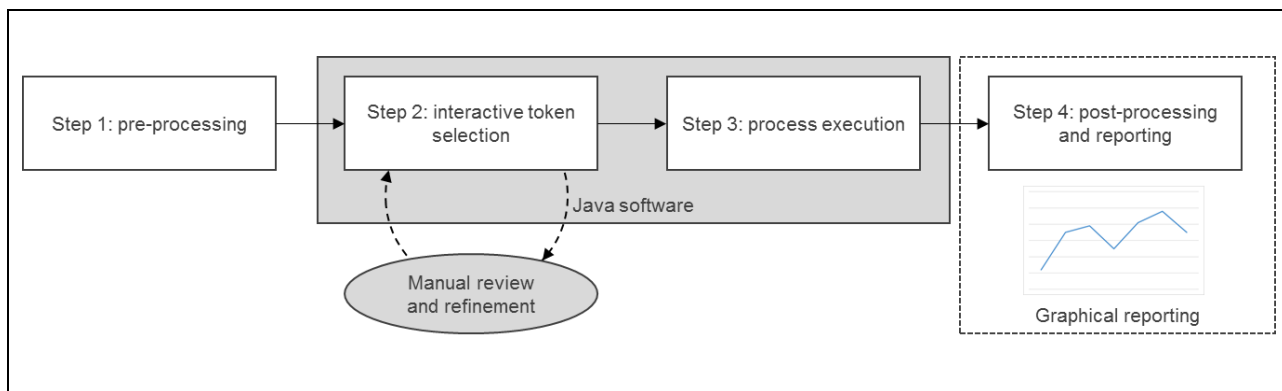 Step 1: pre-processing
Step 2: interactive token
selection
Step 3: process execution
Step 4: post-processing
and reporting
Java software
Manual review
and refinement
Graphical reporting